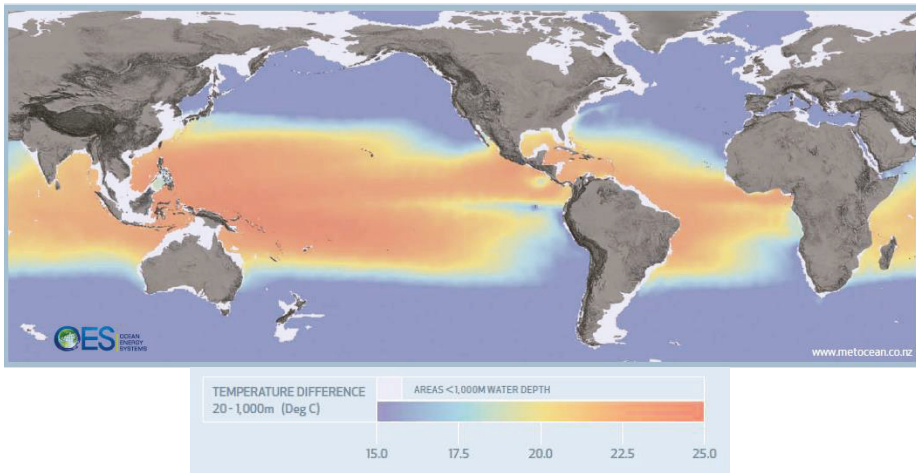 OES
OCEAN
ENERGY
SYSTEMS
www.metocean.co.nz
TEMPERATURE DIFFERENCE
20 - 1,000m (Deg C)
AREAS <1,000M WATER DEPTH
15.0 17.5 20.0 22.5 25.0